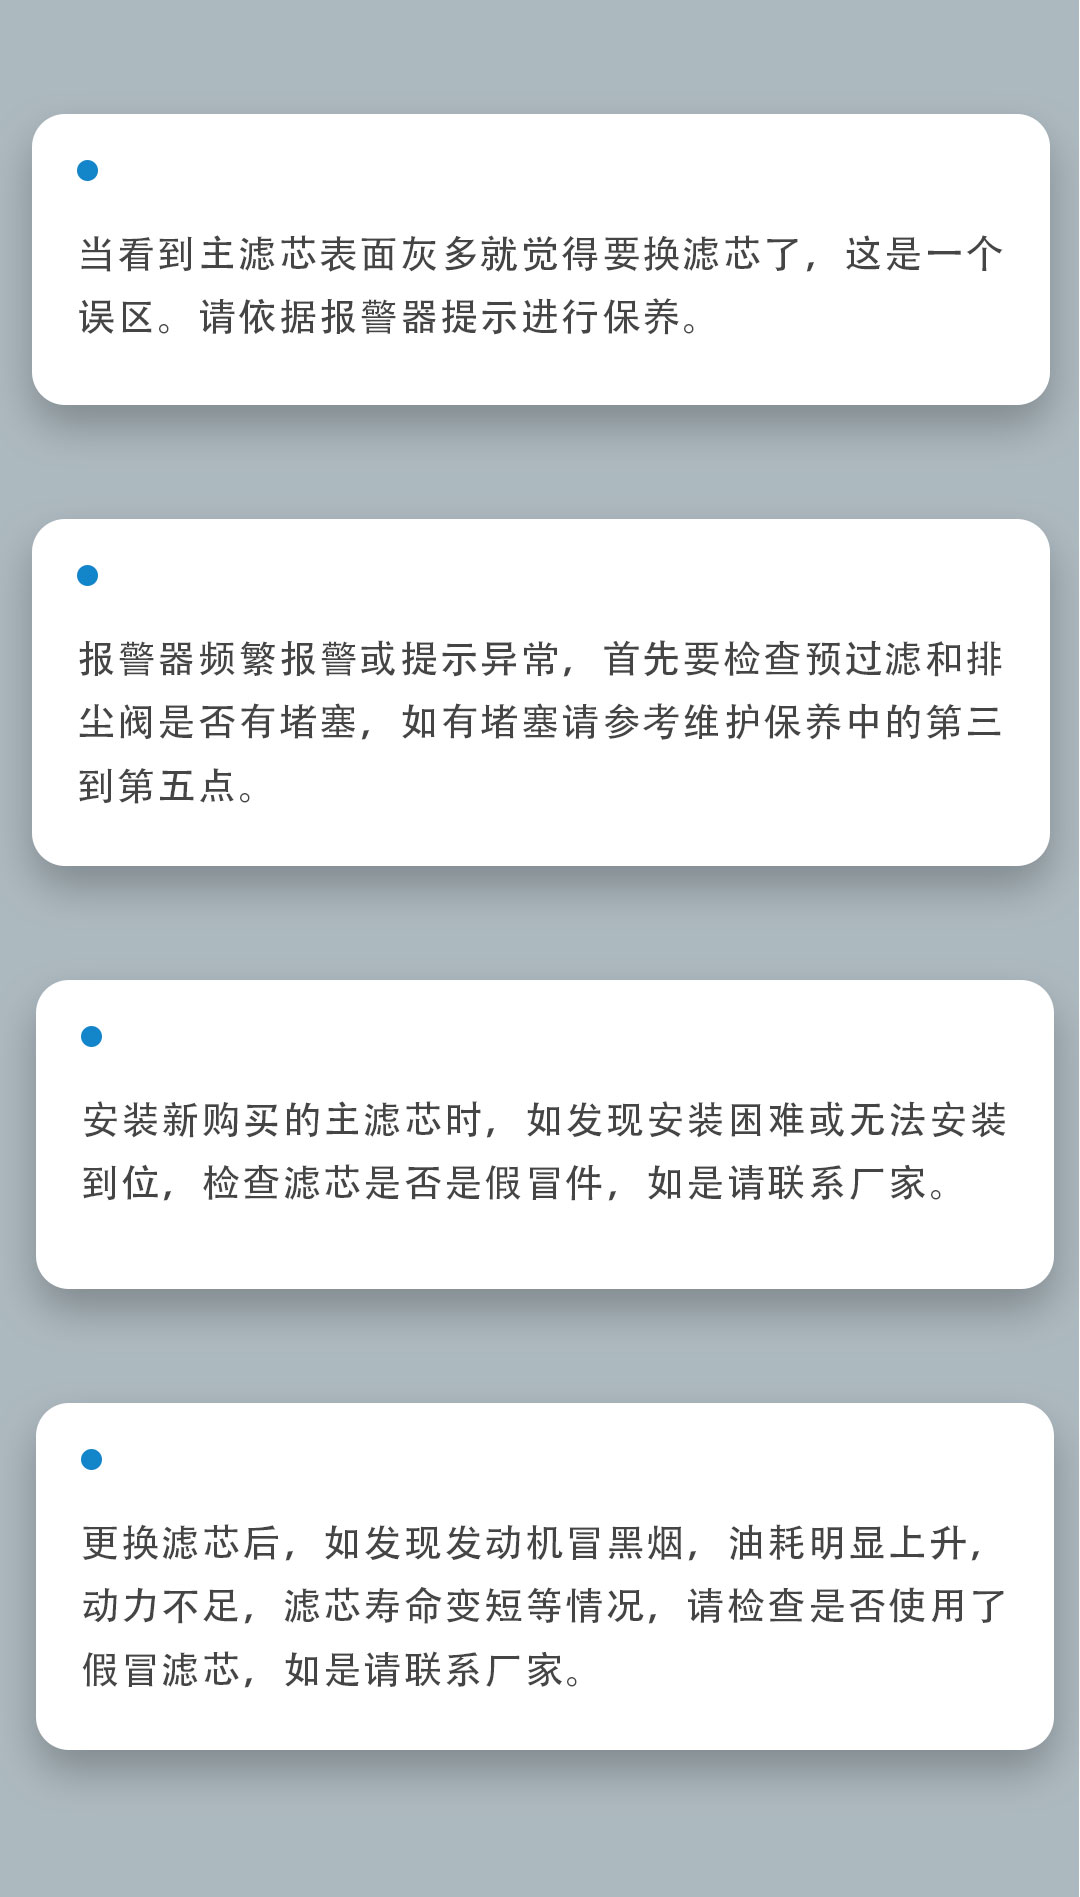 当看到主滤芯表面灰多就觉得要换滤芯了，这是一个
误区。请依据报警器提示进行保养。
报警器频繁报警或提示异常，首先要检查预过滤和排
尘阀是否有堵塞，如有堵塞请参考维护保养中的第三
到第五点。
安装新购买的主滤芯时，如发现安装困难或无法安装
到位，检查滤芯是否是假冒件，如是请联系厂家。
更换滤芯后，如发现发动机冒黑烟，油耗明显上升，
动力不足，滤芯寿命变短等情况，请检查是否使用了
假冒滤芯，如是请联系厂家。